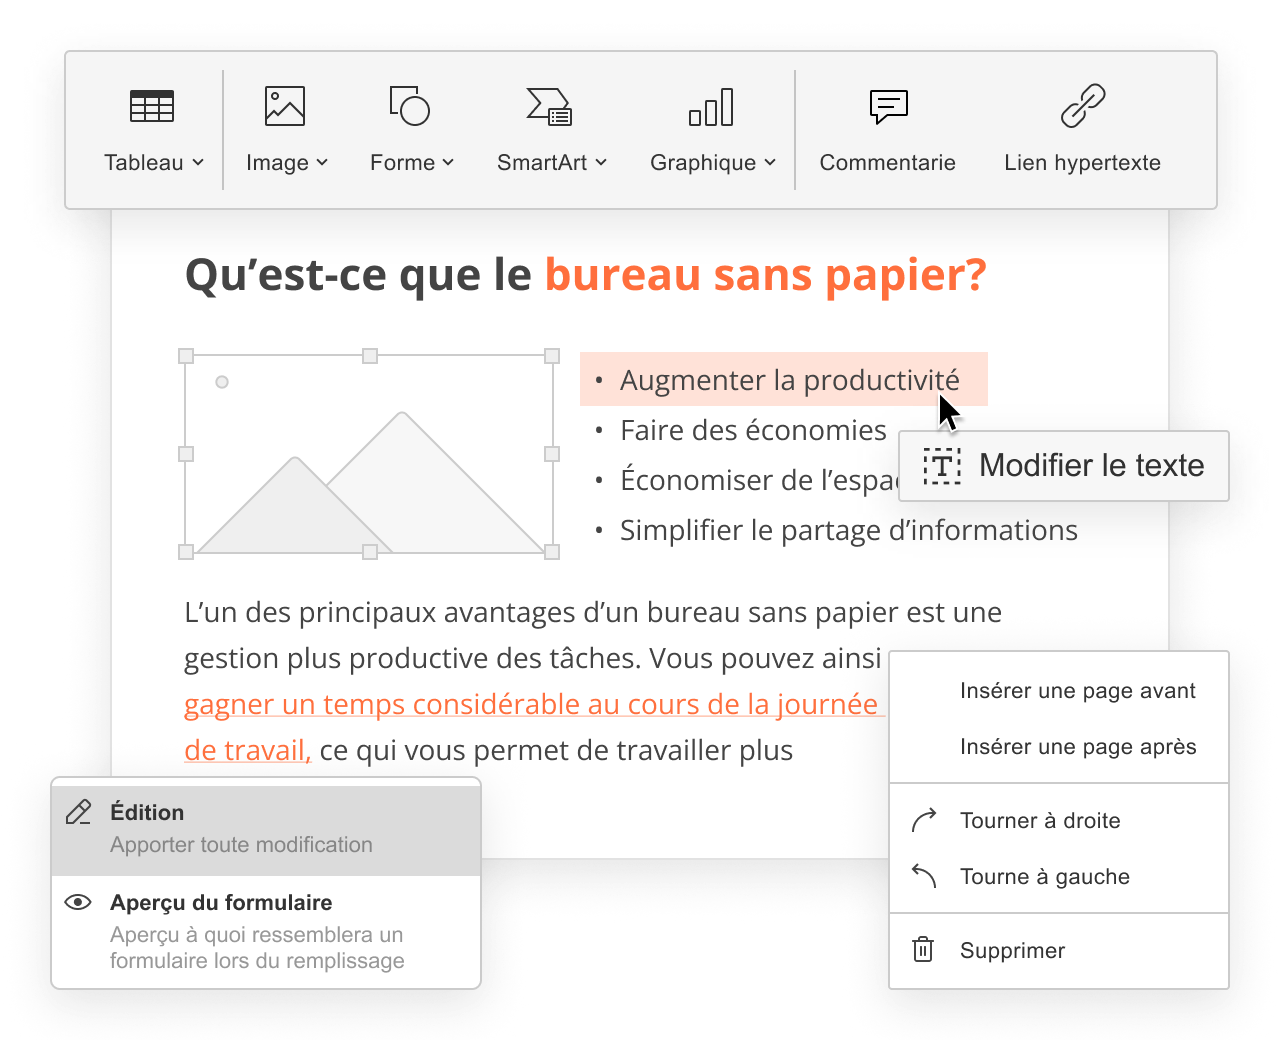 Tableau
Image
Forme
SmartArt
Graphique
Commentarie
Lien hypertexte
Qu’est-ce que le bureau sans papier?
• Augmenter la productivité
• Faire des économies
Modifier le texte
• Économiser de l’espa
• Simplifier le partage d’informations
L’un des principaux avantages d’un bureau sans papier est une
gestion plus productive des tâches. Vous pouvez ainsi
gagner un temps considérable au cours de la journée
de travail, ce qui vous permet de travailler plus
Insérer une page avant
Insérer une page après
Tourner à droite
Tourne à gauche
Supprimer
Édition
Apporter toute modification
Aperçu du formulaire
Aperçu à quoi ressemblera un
formulaire lors du remplissage